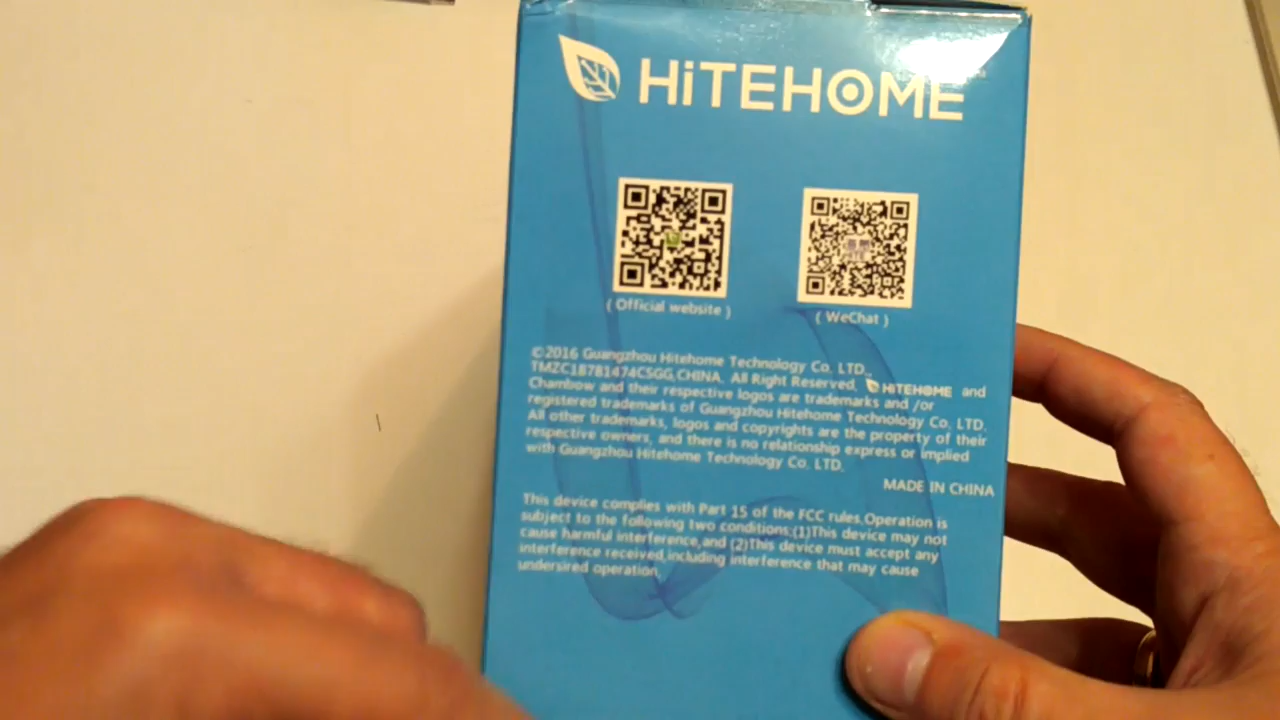 HiTEHOME
( Official website )
( WeChat )
©2016 Guangzhou Hitehome Technology Co. LTD.,
TMZC18781474CSGG,CHINA. All Right Reserved, HiTEHOME and
Chambow and their respective logos are trademarks and /or
registered trademarks of Guangzhou Hitehome Technology Co. LTD.
All other trademarks, logos and copyrights are the property of their
respective owners, and there is no relationship express or implied
with Guangzhou Hitehome Technology Co. LTD.
MADE IN CHINA
This device complies with Part 15 of the FCC rules.Operation is
subject to the following two conditions:(1)This device may not
cause harmful interference,and (2)This device must accept any
interference received,including interference that may cause
undersired operation.